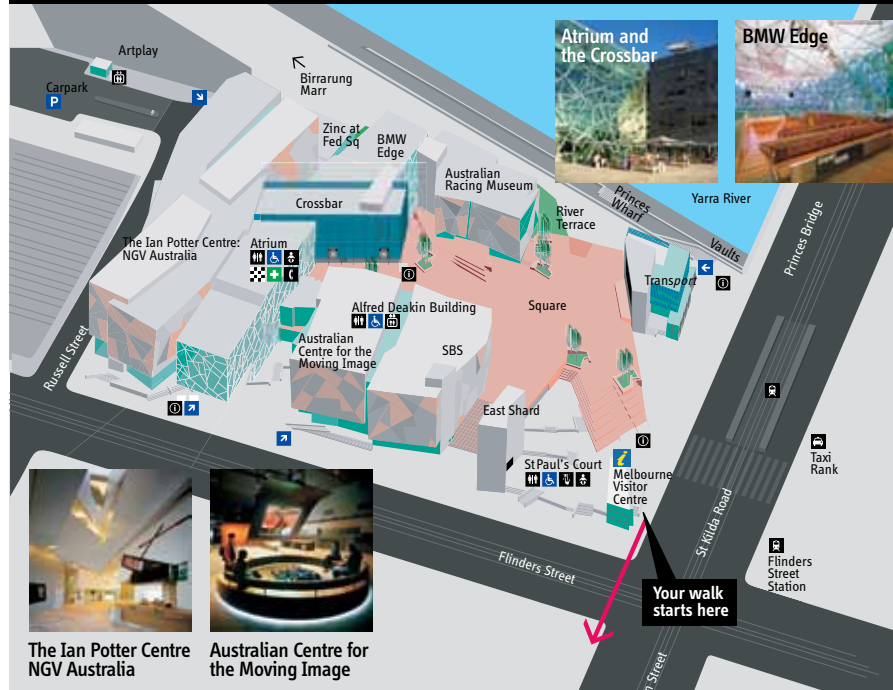 Artplay
Carpark
P
Birrarung
Marr
Zinc at
Fed Sq
BMW
Edge
Atrium and
the Crossbar
BMW Edge
Australian
Racing Museum
Crossbar
The Ian Potter Centre:
NGV Australia
Atrium
Princes
Wharf
Yarra River
River
Terrace
Vaults
Princes Bridge
Transport
Square
Alfred Deakin Building
Australian
Centre for the
Moving Image
SBS
Russell Street
East Shard
St Paul's Court
i
Melbourne
Visitor
Centre
Taxi
Rank
St Kilda Road
Flinders Street
Flinders
Street
Station
Your walk
starts here
The Ian Potter Centre
NGV Australia
Australian Centre for
the Moving Image
Street